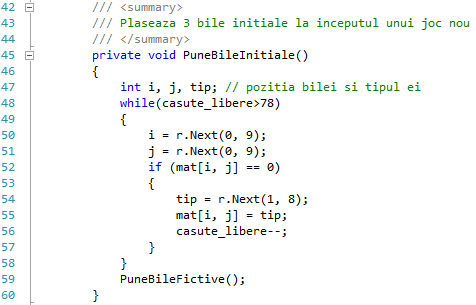 42 /// <summary>
43 /// Plaseaza 3 bile initiale la inceputul unui joc nou
44 /// </summary>
45 private void PuneBileInitiale()
46 {
47 int i, j, tip; // pozitia bilei si tipul ei
48 while(casute_libere>78)
49 {
50 i = r.Next(0, 9);
51 j = r.Next(0, 9);
52 if (mat[i, j] == 0)
53 {
54 tip = r.Next(1, 8);
55 mat[i, j] = tip;
56 casute_libere--;
57 }
58 }
59 PuneBileFictive();
60 }